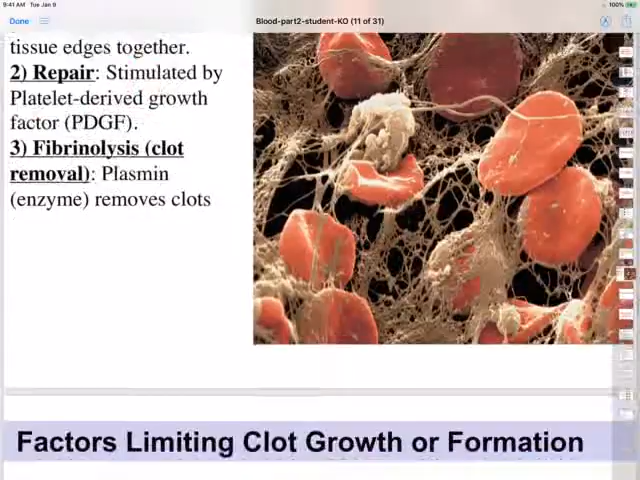 9:41 AM Tue Jan 9
100%
Done
Blood-part2-student-KO (11 of 31)
tissue edges together.
2) Repair: Stimulated by
Platelet-derived growth
factor (PDGF).
3) Fibrinolysis (clot
removal): Plasmin
(enzyme) removes clots
Factors Limiting Clot Growth or Formation